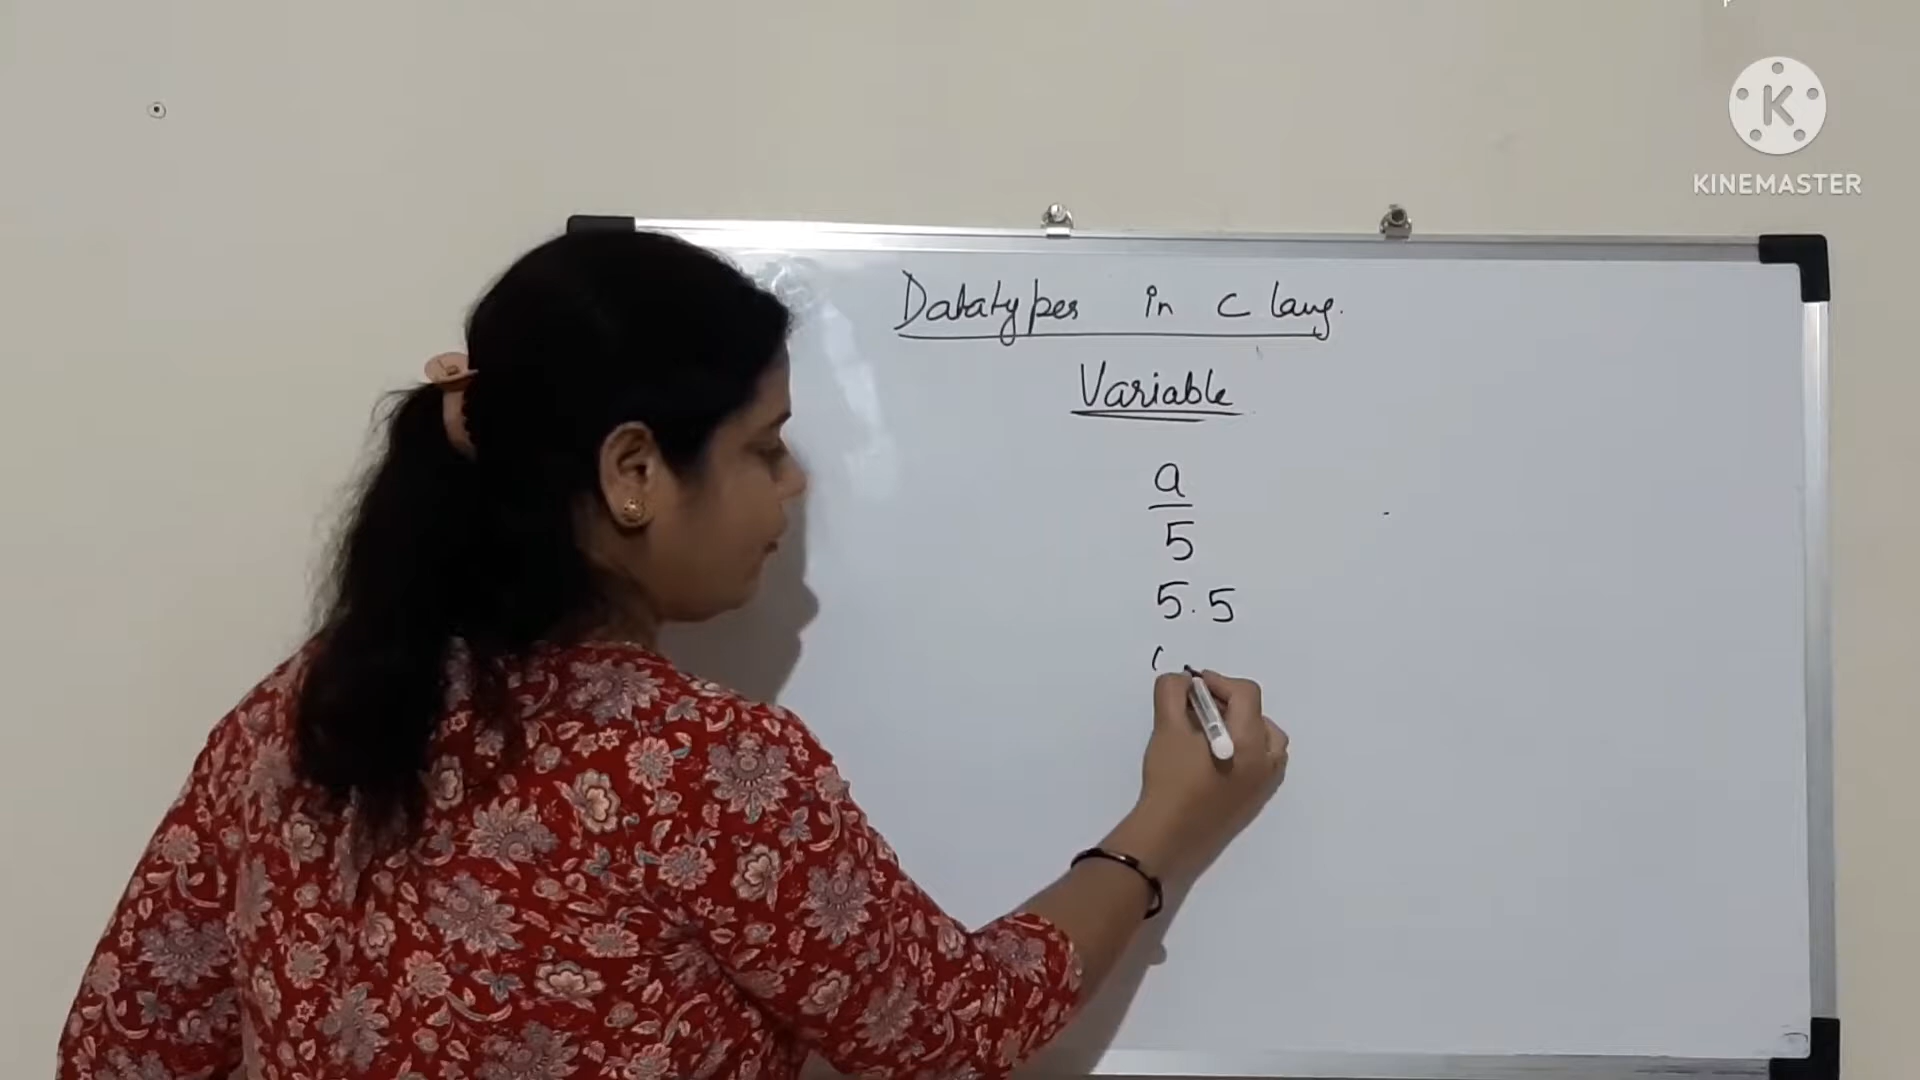 K
KINEMASTER
Datatypes in C lang.
Variable
a
5
5.5